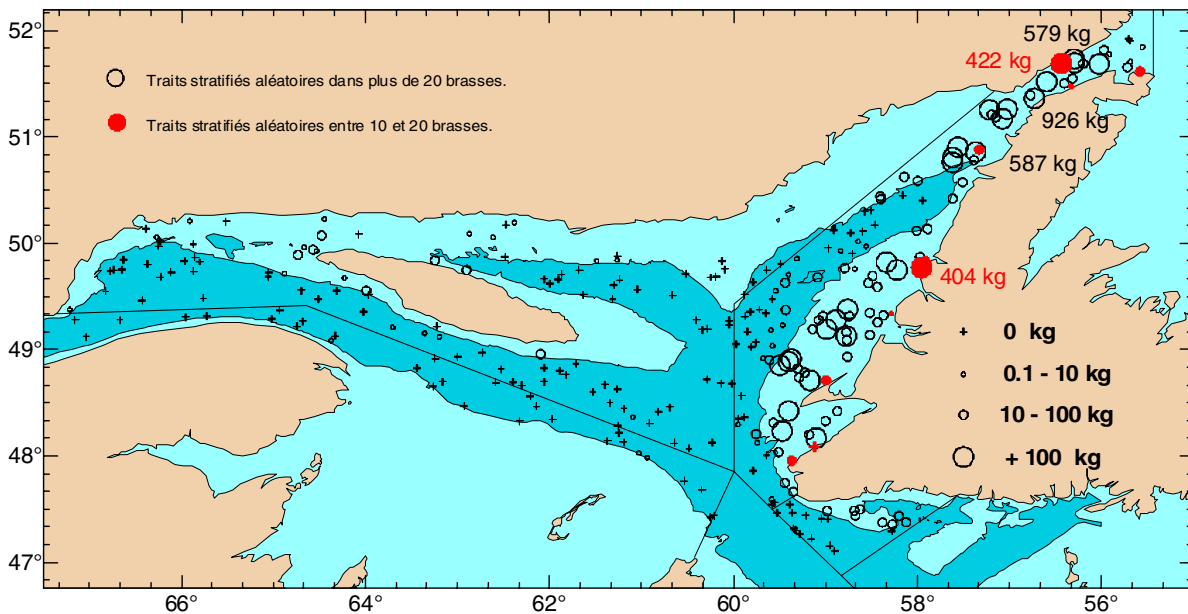 52°
51°
50°
49°
48°
47°
579 kg
422 kg
Traits stratifiés aléatoires dans plus de 20 brasses.
Traits stratifiés aléatoires entre 10 et 20 brasses.
926 kg
587 kg
404 kg
0 kg
0.1 - 10 kg
10 - 100 kg
+ 100 kg
66°
64°
62°
60°
58°
56°